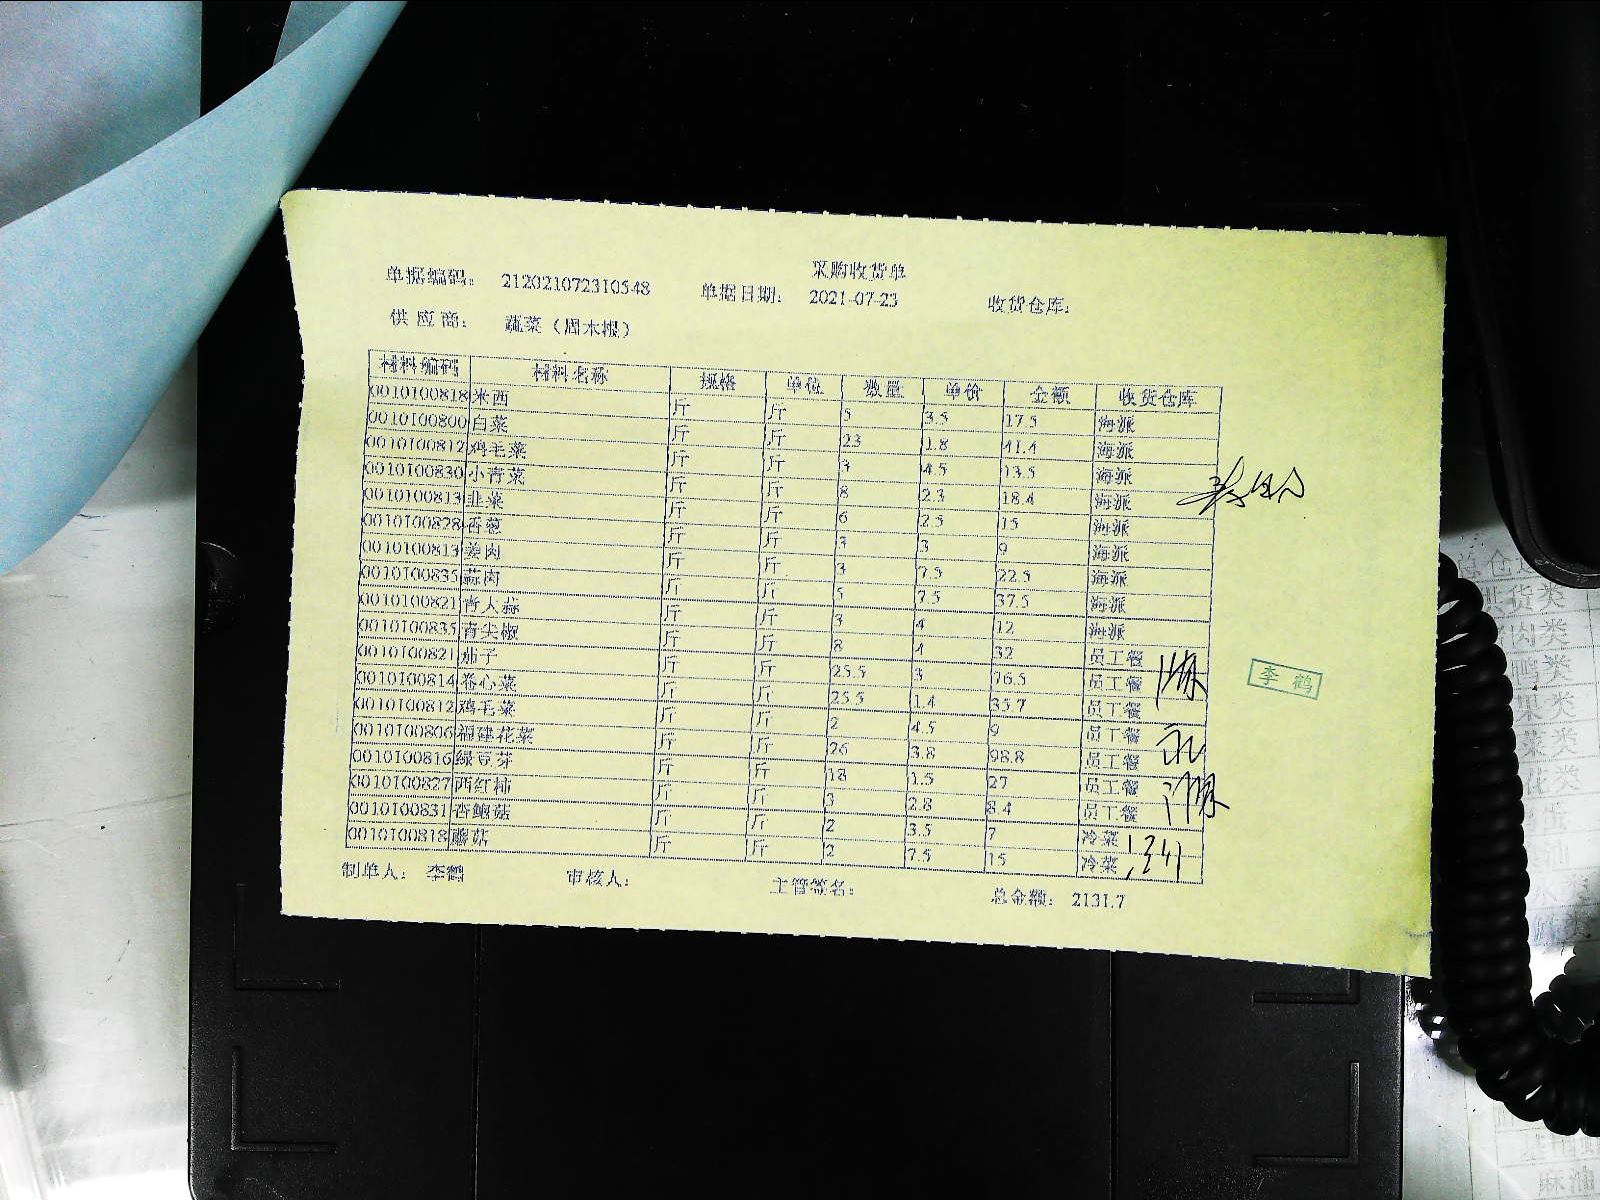 采购收货单
单据编码： 212021072310548 单据日期： 2021-07-23 收货仓库：
供应商： 蔬菜（周木根）
材料编码 材料名称 规格 单位 数量 单价 金额 收货仓库
0010100818 米西 斤 斤 5 3.5 17.5 海派
0010100800 白菜 斤 斤 23 1.8 41.4 海派
0010100812 鸡毛菜 斤 斤 3 4.5 13.5 海派
0010100830 小青菜 斤 斤 8 2.3 18.4 海派
0010100813 韭菜 斤 斤 6 2.5 15 海派
0010100828 香葱 斤 斤 3 3 9 海派
0010100813 姜肉 斤 斤 3 7.5 22.5 海派
0010100835 蒜肉 斤 斤 5 7.5 37.5 海派
0010100821 青大蒜 斤 斤 3 4 12 海派
0010100835 青尖椒 斤 斤 8 4 32 员工餐
0010100821 茄子 斤 斤 25.5 3 76.5 员工餐
0010100814 卷心菜 斤 斤 25.5 1.4 35.7 员工餐
0010100812 鸡毛菜 斤 斤 2 4.5 9 员工餐
0010100806 福建花菜 斤 斤 26 3.8 98.8 员工餐
0010100816 绿豆芽 斤 斤 18 1.5 27 员工餐
0010100827 西红柿 斤 斤 3 2.8 8.4 员工餐
0010100831 杏鲍菇 斤 斤 2 3.5 7 冷菜
0010100818 蘑菇 斤 斤 2 7.5 15 冷菜
李鹤
制单人： 李鹤 审核人： 主管签名： 总金额： 2131.7
货类
肉类
鸭类
果类
菜类